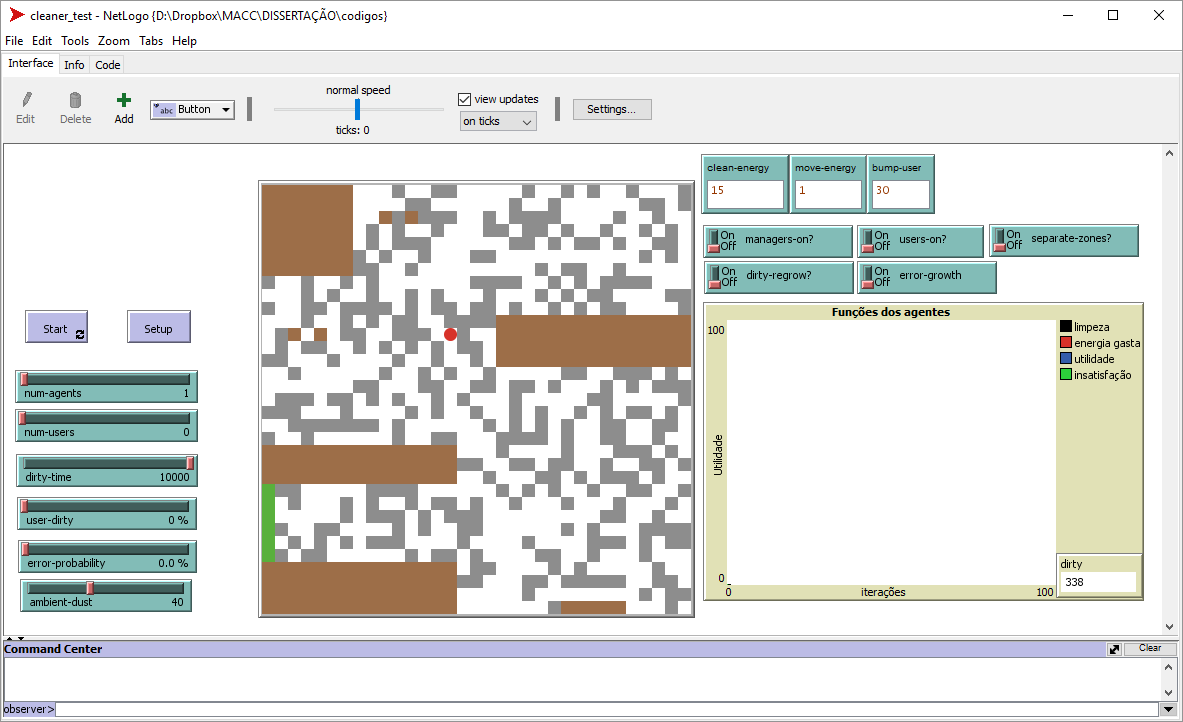 cleaner_test - NetLogo {D:\Dropbox\MACC\DISSERTAÇÃO\codigos}
File Edit Tools Zoom Tabs Help
Interface Info Code
Edit Delete Add abc Button
normal speed
ticks: 0
view updates
on ticks
Settings...
clean-energy
15
move-energy
1
bump-user
30
On
Off
managers-on?
On
Off
users-on?
On
Off
separate-zones?
On
Off
dirty-regrow?
On
Off
error-growth
Start
Setup
num-agents 1
num-users 0
dirty-time 10000
user-dirty 0 %
error-probability 0.0 %
ambient-dust 40
Funções dos agentes
100
Utilidade
0
0 iterações 100
limpeza
energia gasta
utilidade
insatisfação
dirty
338
Command Center
Clear
observer>